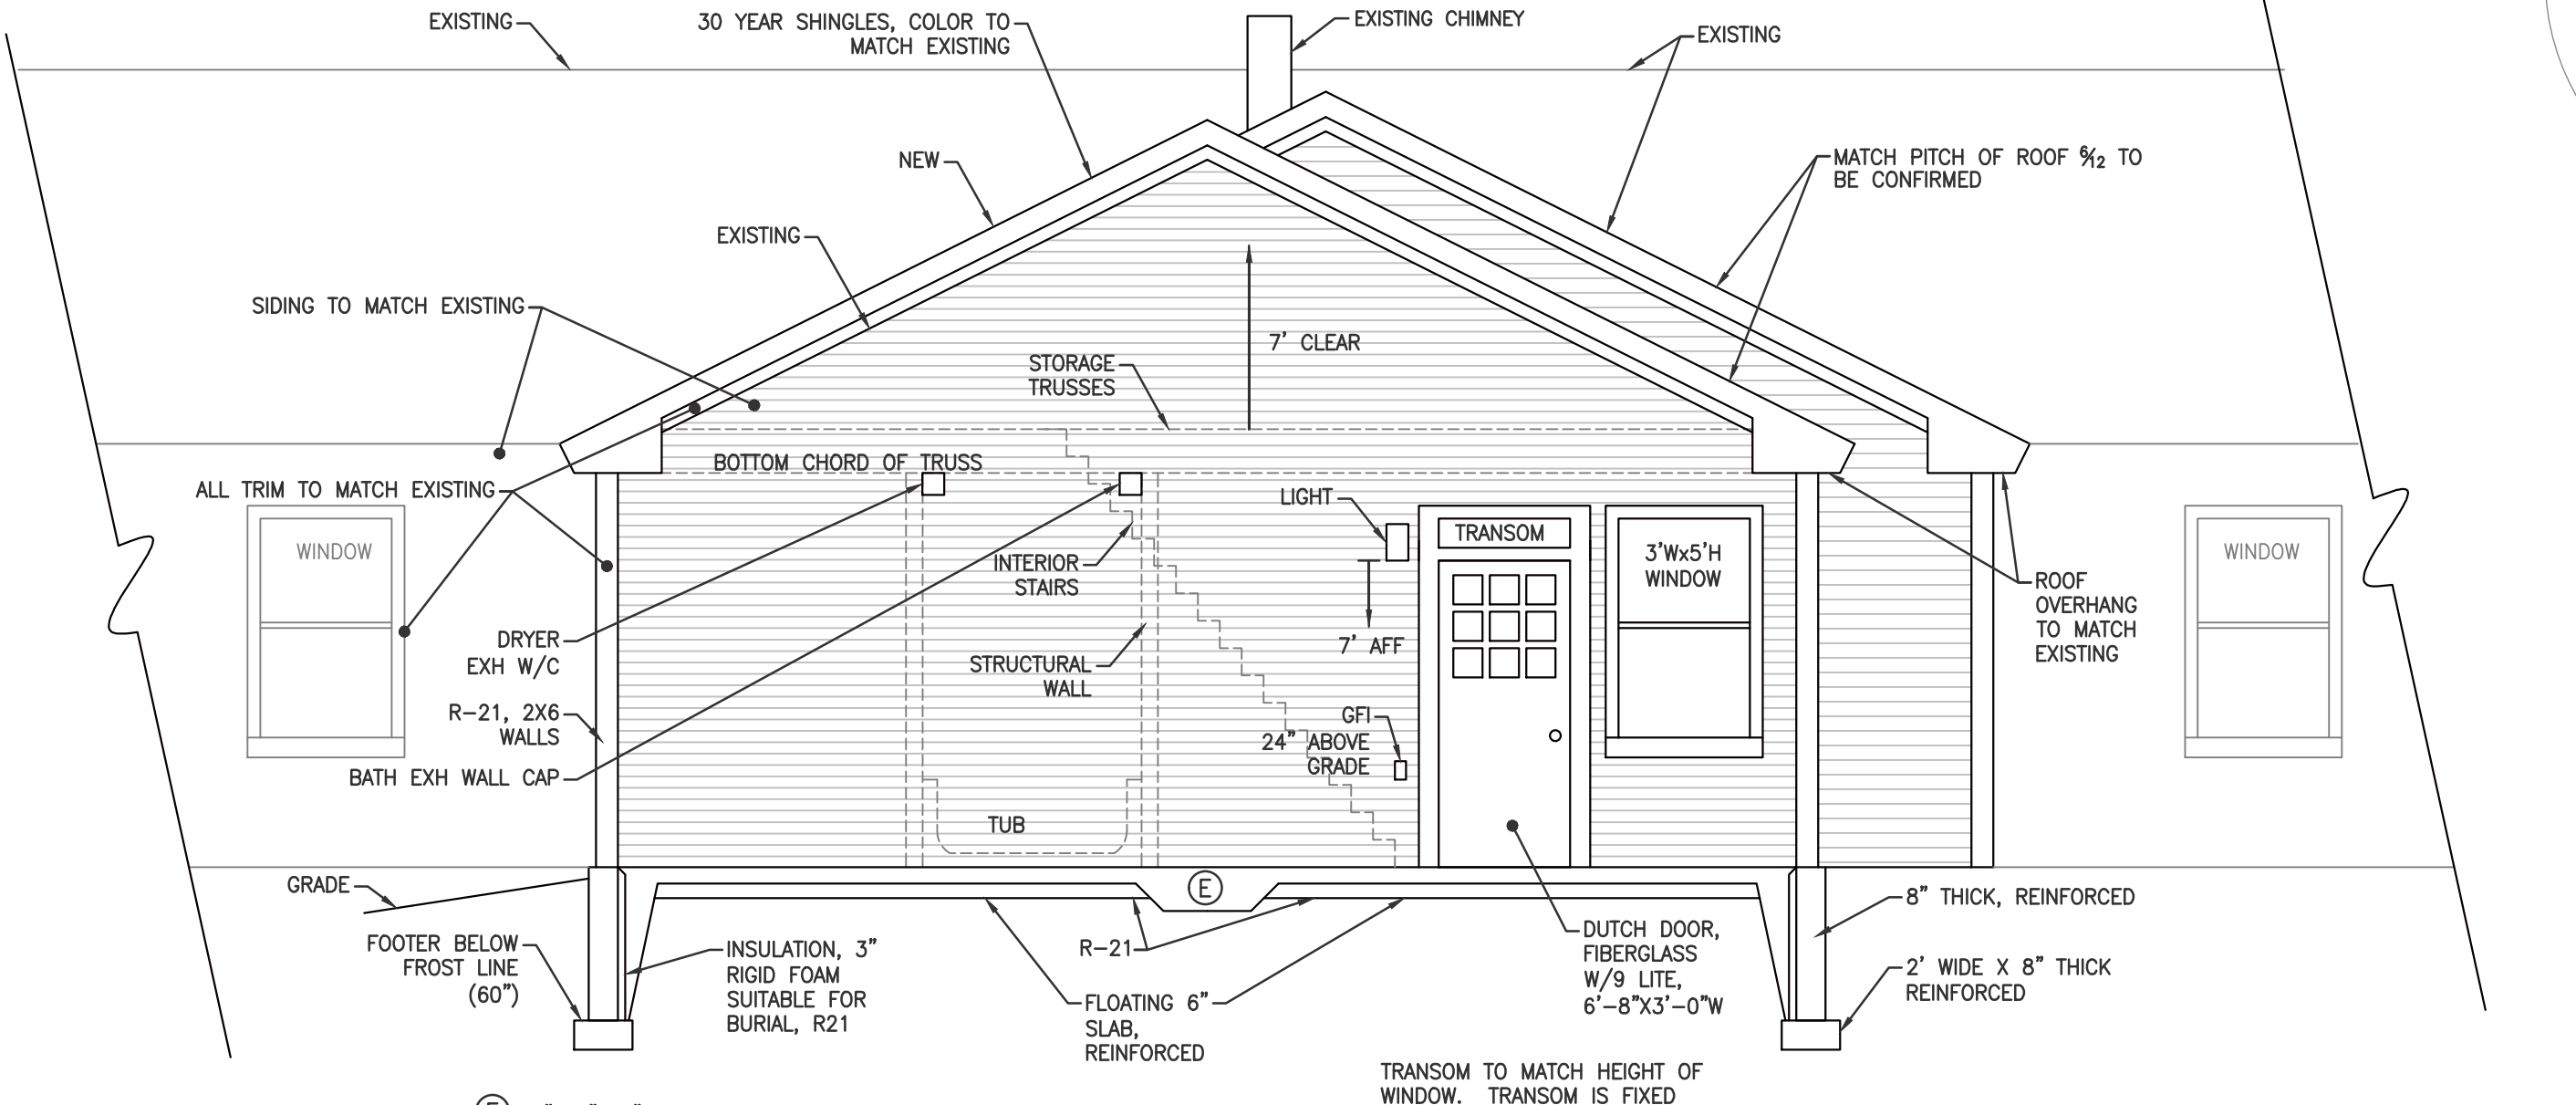 EXISTING
30 YEAR SHINGLES, COLOR TO
MATCH EXISTING
EXISTING CHIMNEY
EXISTING
NEW
MATCH PITCH OF ROOF 6/12 TO
BE CONFIRMED
EXISTING
SIDING TO MATCH EXISTING
7' CLEAR
STORAGE
TRUSSES
BOTTOM CHORD OF TRUSS
ALL TRIM TO MATCH EXISTING
LIGHT
WINDOW
TRANSOM
3'Wx5'H
WINDOW
WINDOW
INTERIOR
STAIRS
ROOF
OVERHANG
TO MATCH
EXISTING
DRYER
EXH W/C
7' AFF
STRUCTURAL
WALL
R-21, 2X6
WALLS
GFI
24" ABOVE
GRADE
BATH EXH WALL CAP
TUB
GRADE
E
8" THICK, REINFORCED
FOOTER BELOW
FROST LINE
(60")
INSULATION, 3"
RIGID FOAM
SUITABLE FOR
BURIAL, R21
R-21
FLOATING 6"
SLAB,
REINFORCED
DUTCH DOOR,
FIBERGLASS
W/9 LITE,
6'-8"X3'-0"W
2' WIDE X 8" THICK
REINFORCED
TRANSOM TO MATCH HEIGHT OF
WINDOW. TRANSOM IS FIXED